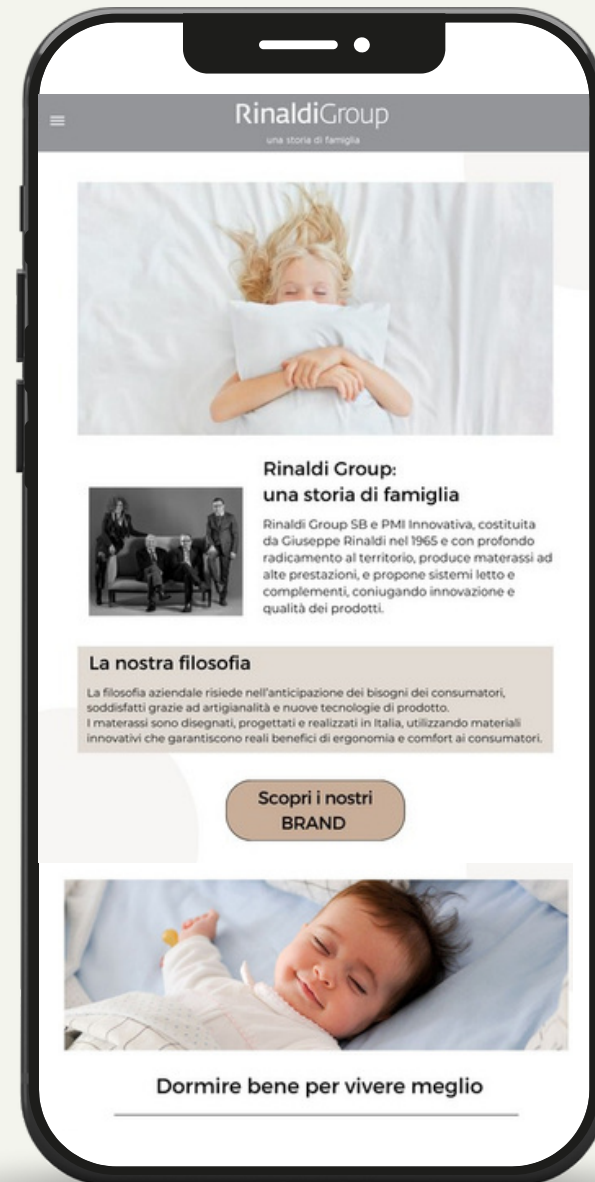 RinaldiGroup
una storia di famiglia
Rinaldi Group:
una storia di famiglia
Rinaldi Group SB e PMI Innovativa, costituita
da Giuseppe Rinaldi nel 1965 e con profondo
radicamento al territorio, produce materassi ad
alte prestazioni, e propone sistemi letto e
complementi, coniugando innovazione e
qualità dei prodotti.
La nostra filosofia
La filosofia aziendale risiede nell'anticipazione dei bisogni dei consumatori,
soddisfatti grazie ad artigianalità e nuove tecnologie di prodotto.
I materassi sono disegnati, progettati e realizzati in Italia, utilizzando materiali
innovativi che garantiscono reali benefici di ergonomia e comfort ai consumatori.
Scopri i nostri
BRAND
Dormire bene per vivere meglio